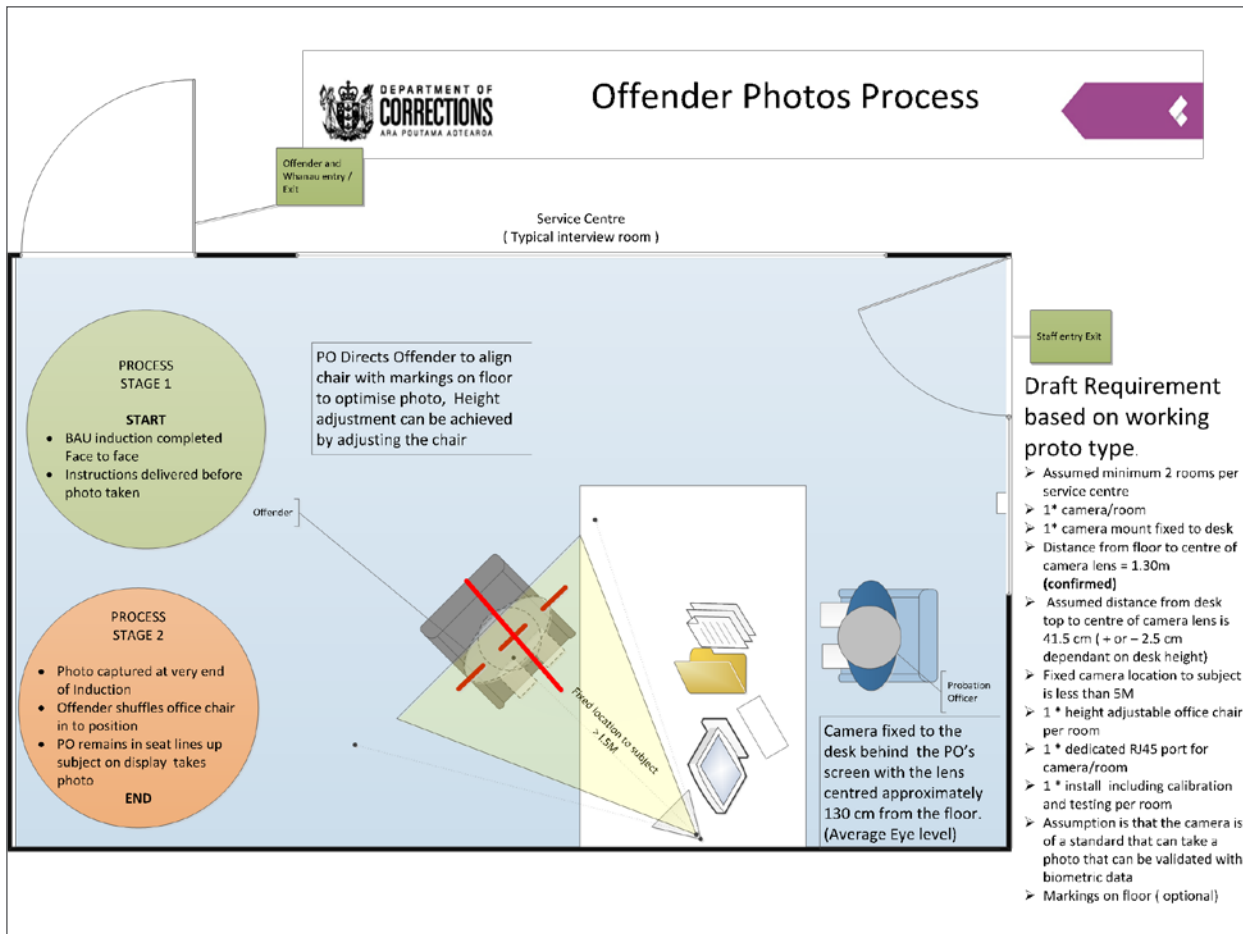 DEPARTMENT OF
CORRECTIONS
ARA POUTAMA AOTEAROA
Offender Photos Process
Offender and
Whanau entry /
Exit
Service Centre
( Typical interview room )
PROCESS
STAGE 1
START
• BAU induction completed
Face to face
• Instructions delivered before
photo taken
PO Directs Offender to align
chair with markings on floor
to optimise photo, Height
adjustment can be achieved
by adjusting the chair
Staff entry Exit
Offender
PROCESS
STAGE 2
• Photo captured at very end
of Induction
• Offender shuffles office chair
in to position
• PO remains in seat lines up
subject on display takes
photo
END
Fixed location to subject
> 1.5M
Probation
Officer
Camera fixed to the
desk behind the PO's
screen with the lens
centred approximately
130 cm from the floor.
(Average Eye level)
Draft Requirement
based on working
proto type.
➢ Assumed minimum 2 rooms per
service centre
➢ 1* camera/room
➢ 1* camera mount fixed to desk
➢ Distance from floor to centre of
camera lens = 1.30m
(confirmed)
➢ Assumed distance from desk
top to centre of camera lens is
41.5 cm ( + or – 2.5 cm
dependant on desk height)
➢ Fixed camera location to subject
is less than 5M
➢ 1 * height adjustable office chair
per room
➢ 1 * dedicated RJ45 port for
camera/room
➢ 1 * install including calibration
and testing per room
➢ Assumption is that the camera is
of a standard that can take a
photo that can be validated with
biometric data
➢ Markings on floor ( optional)